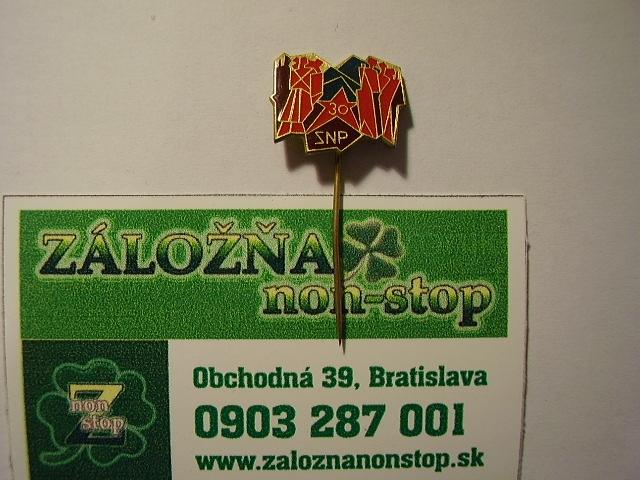 30
SNP
ZÁLOŽŇA
non-stop
Z
non
stop
Obchodná 39, Bratislava
0903 287 001
www.zaloznanonstop.sk